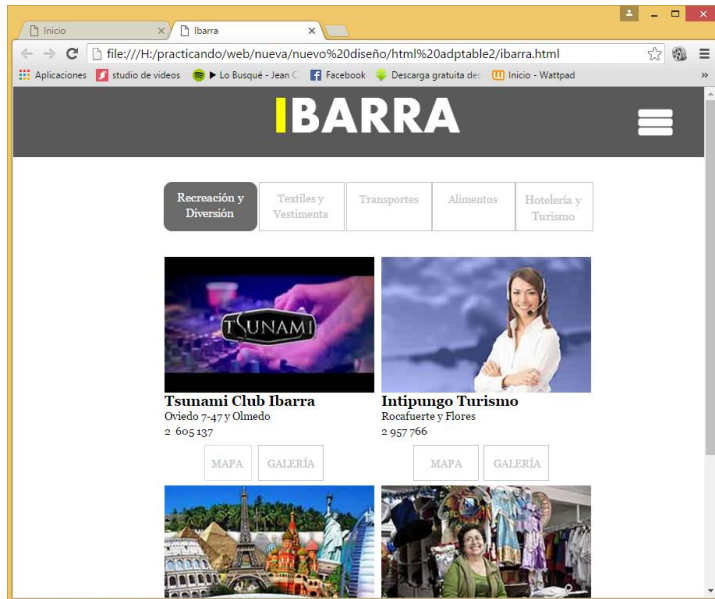 Inicio
Ibarra
file:///H:/practicando/web/nueva/nuevo%20diseño/html%20adptable2/ibarra.html
Aplicaciones
studio de videos
► Lo Busqué - Jean C
Facebook
Descarga gratuita de
Inicio - Wattpad
»
IBARRA
Recreación y
Diversión
Textiles y
Vestimenta
Transportes
Alimentos
Hotelería y
Turismo
TSUNAMI
Tsunami Club Ibarra
Oviedo 7-47 y Olmedo
2 605 137
MAPA
GALERÍA
Intipungo Turismo
Rocafuerte y Flores
2 957 766
MAPA
GALERÍA